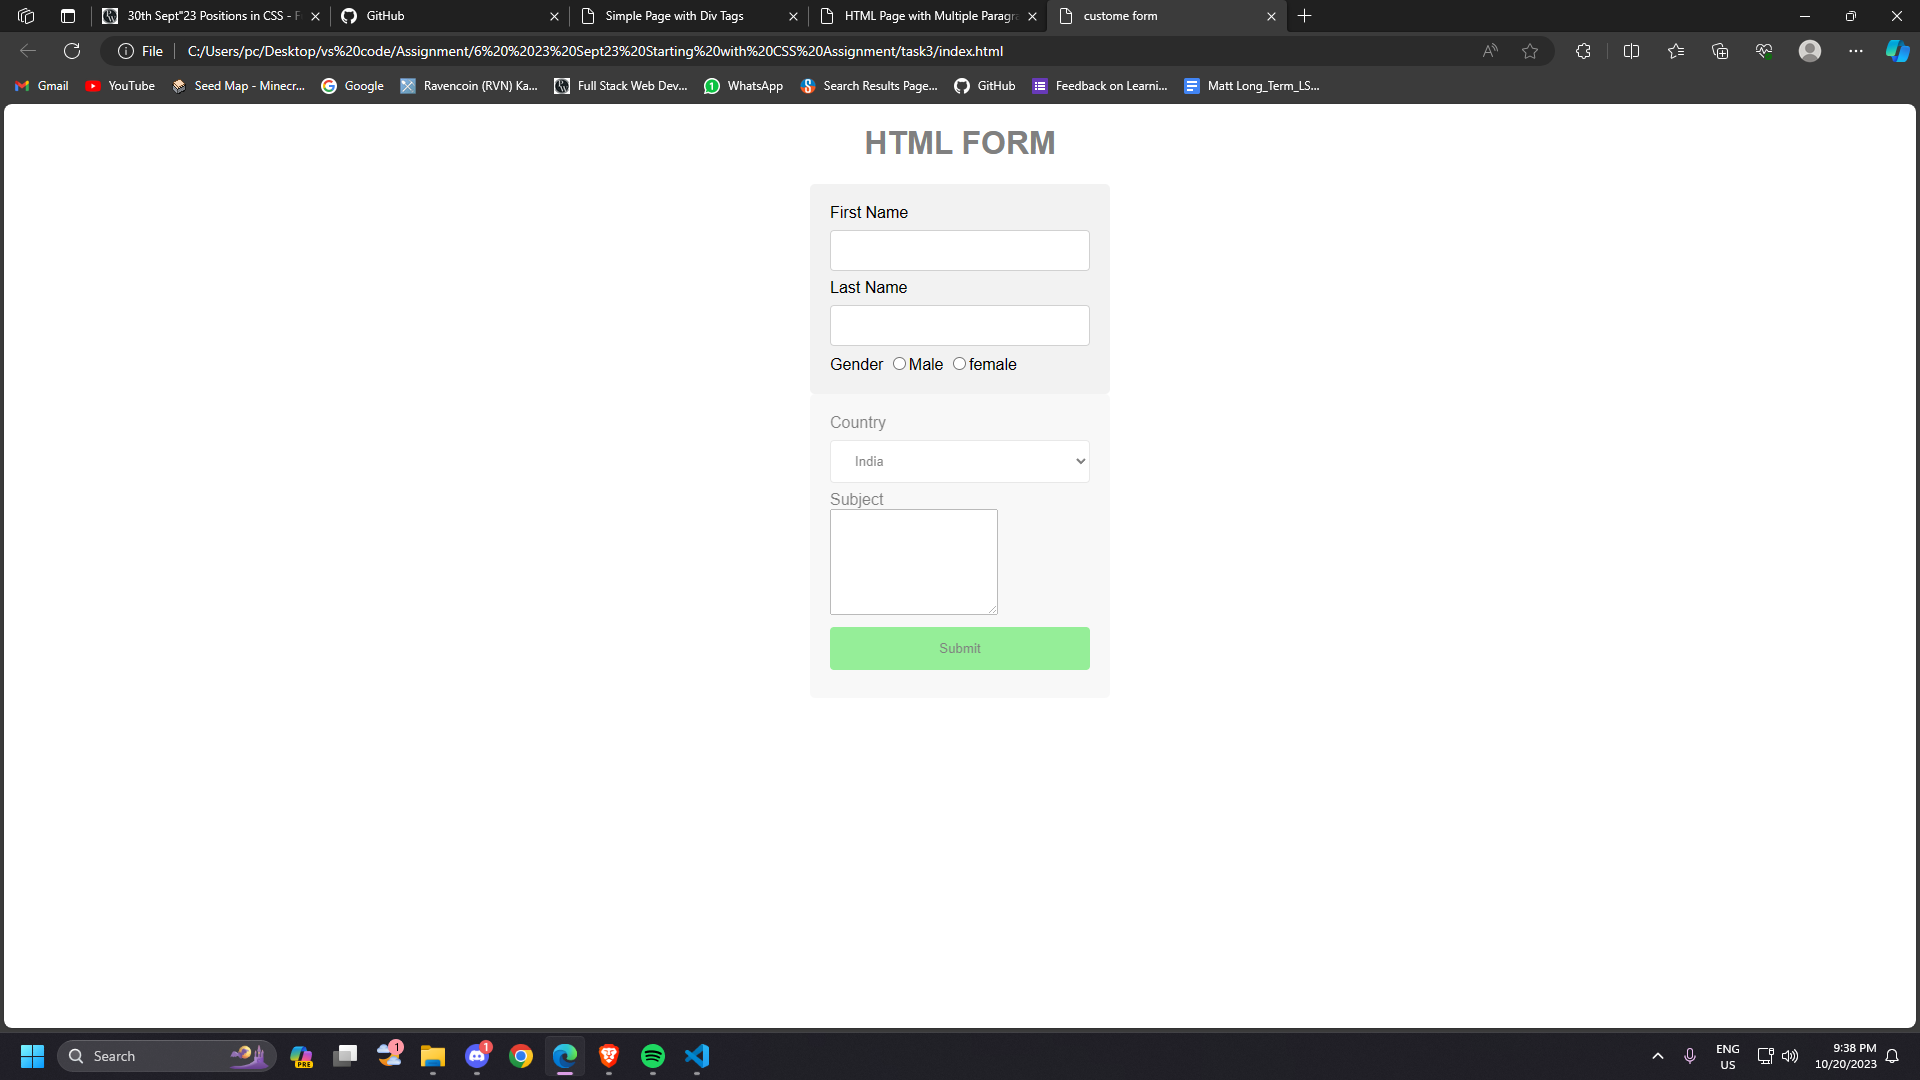 30th Sept"23 Positions in CSS - F
GitHub
Simple Page with Div Tags
HTML Page with Multiple Paragra
custome form
File
C:/Users/pc/Desktop/vs%20code/Assignment/6%20%2023%20Sept23%20Starting%20with%20CSS%20Assignment/task3/index.html
Gmail
YouTube
Seed Map - Minecr...
Google
Ravencoin (RVN) Ka...
Full Stack Web Dev...
WhatsApp
Search Results Page...
GitHub
Feedback on Learni...
Matt Long_Term_LS...
HTML FORM
First Name
Last Name
Gender Male female
Country
India
Subject
Submit
Search
PRE
1
1
ENG
US
9:38 PM
10/20/2023